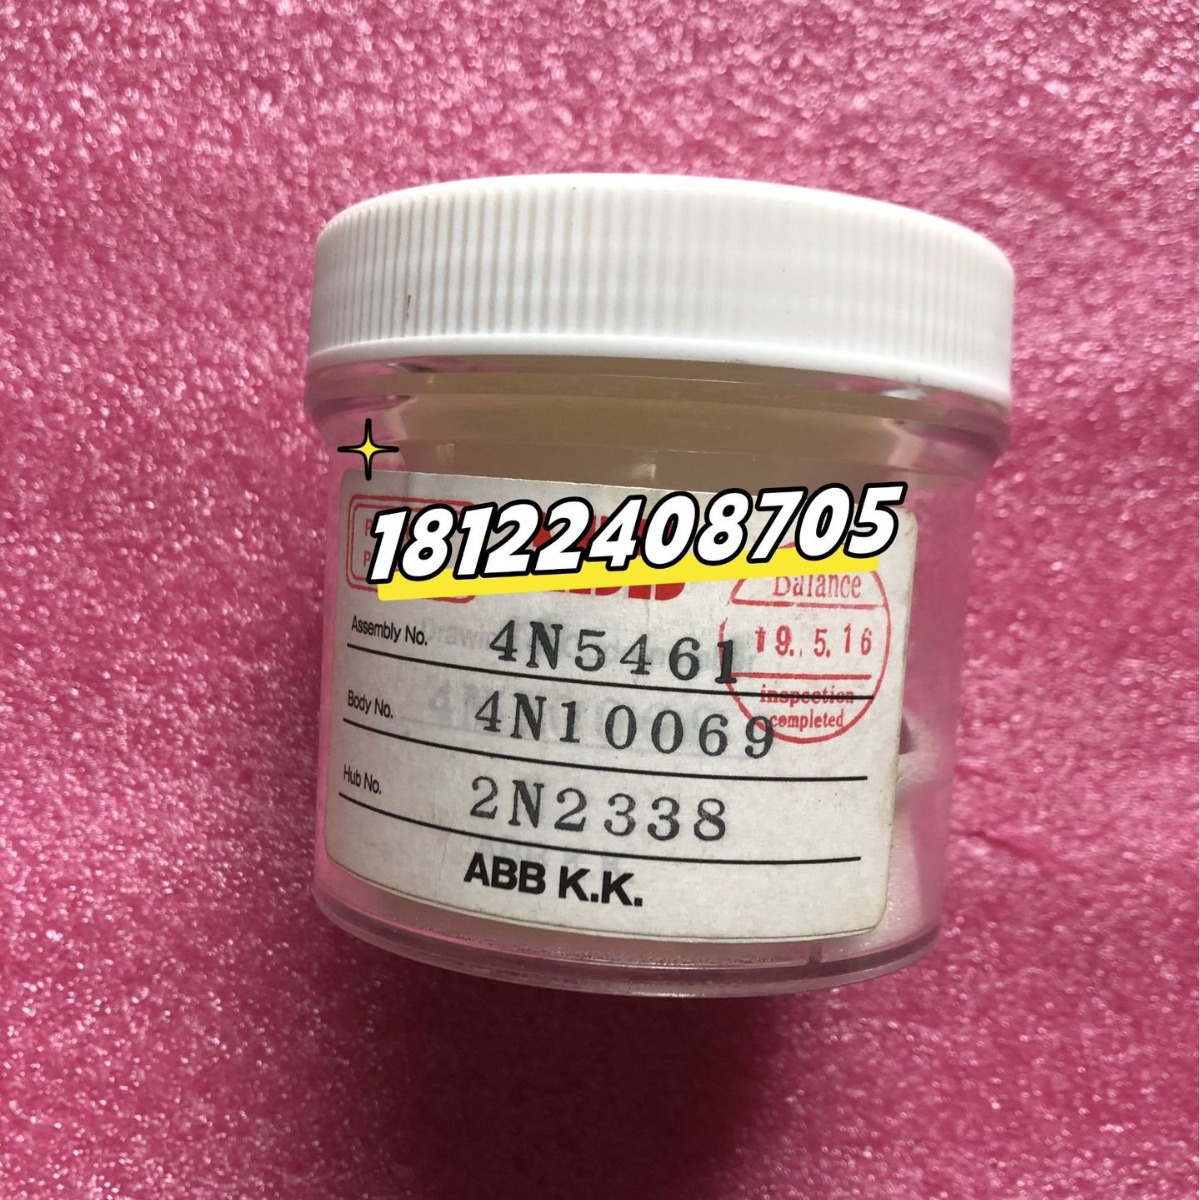 18122408705
Balance
19. 5. 16
inspection
completed
Assembly No. 4N5461
Body No. 4N10069
Hub No. 2N2338
ABB K.K.